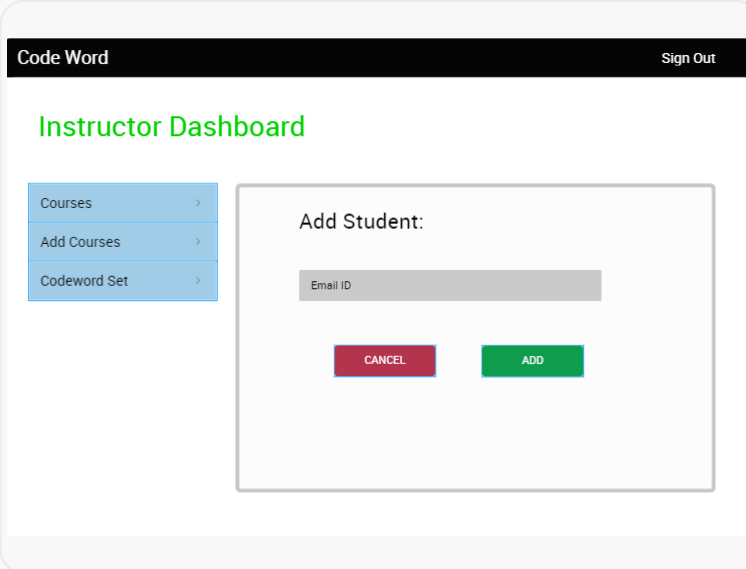 Code Word
Sign Out
Instructor Dashboard
Courses
Add Courses
Codeword Set
Add Student:
Email ID
CANCEL
ADD